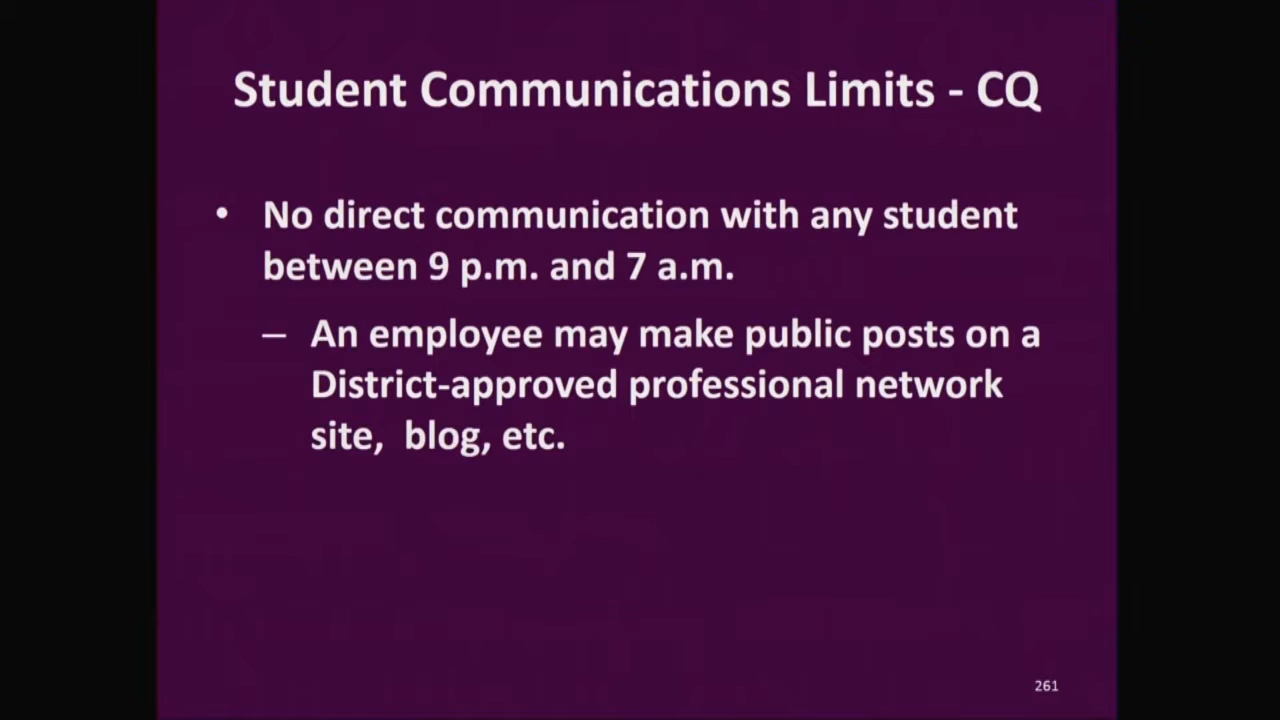 Student Communications Limits - CQ
• No direct communication with any student
between 9 p.m. and 7 a.m.
– An employee may make public posts on a
District-approved professional network
site,  blog, etc.
261